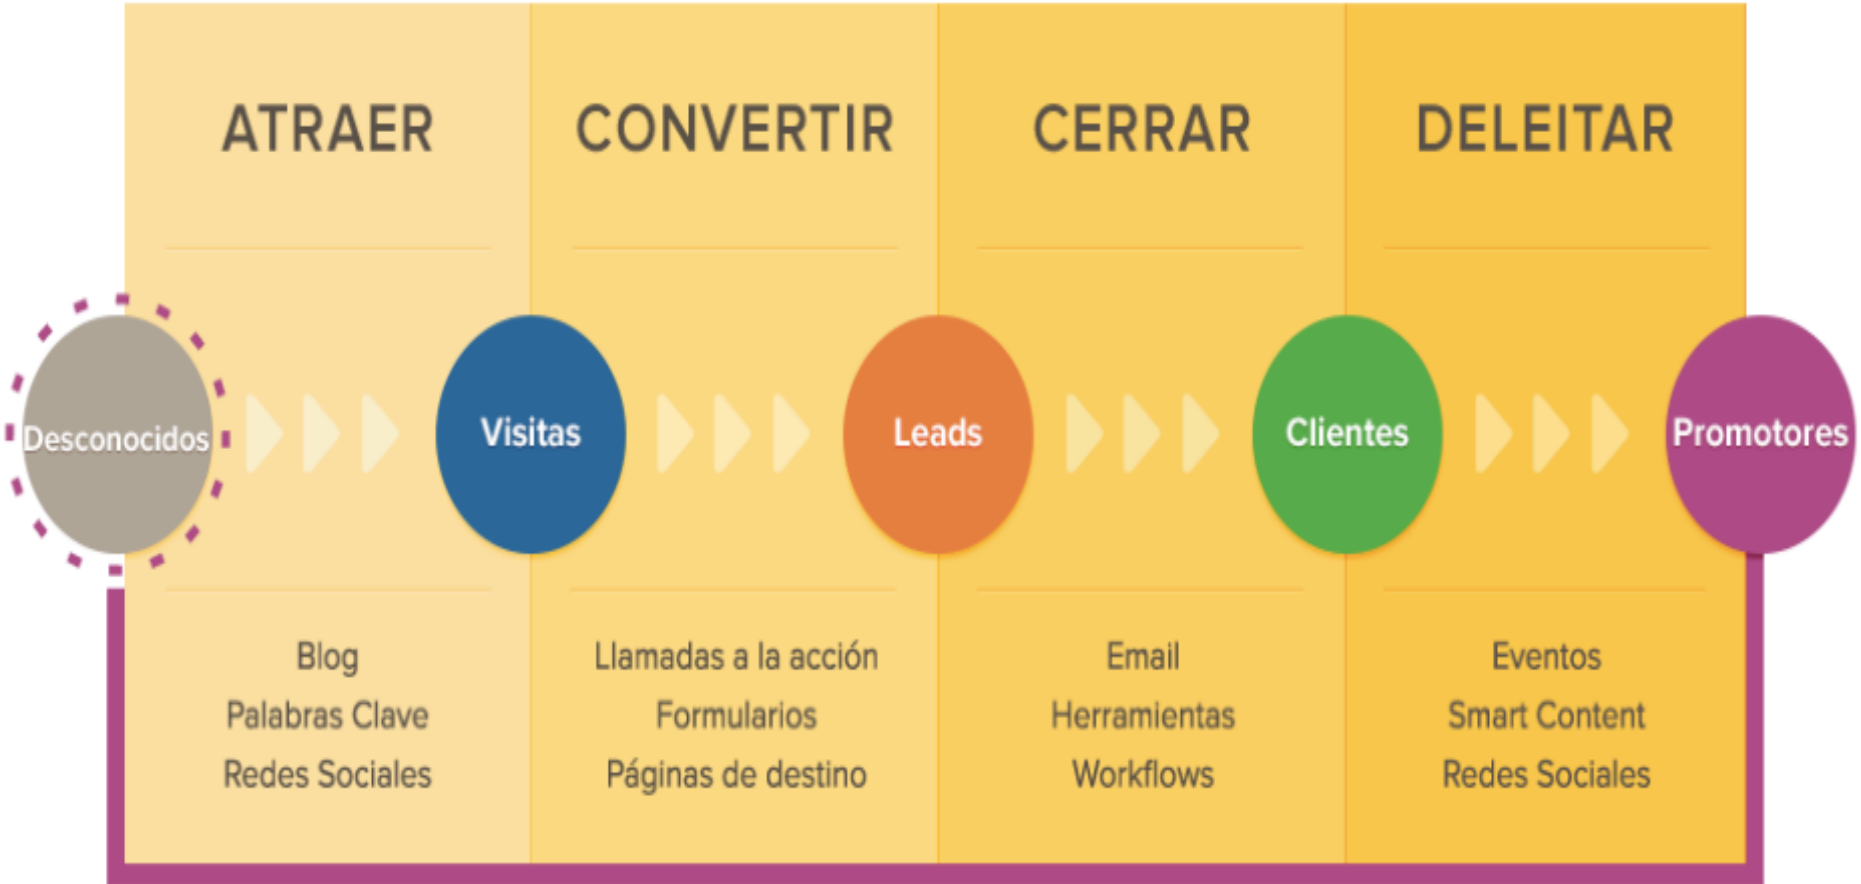 ATRAER
CONVERTIR
CERRAR
DELEITAR
Desconocidos
Visitas
Leads
Clientes
Promotores
Blog
Palabras Clave
Redes Sociales
Llamadas a la acción
Formularios
Páginas de destino
Email
Herramientas
Workflows
Eventos
Smart Content
Redes Sociales